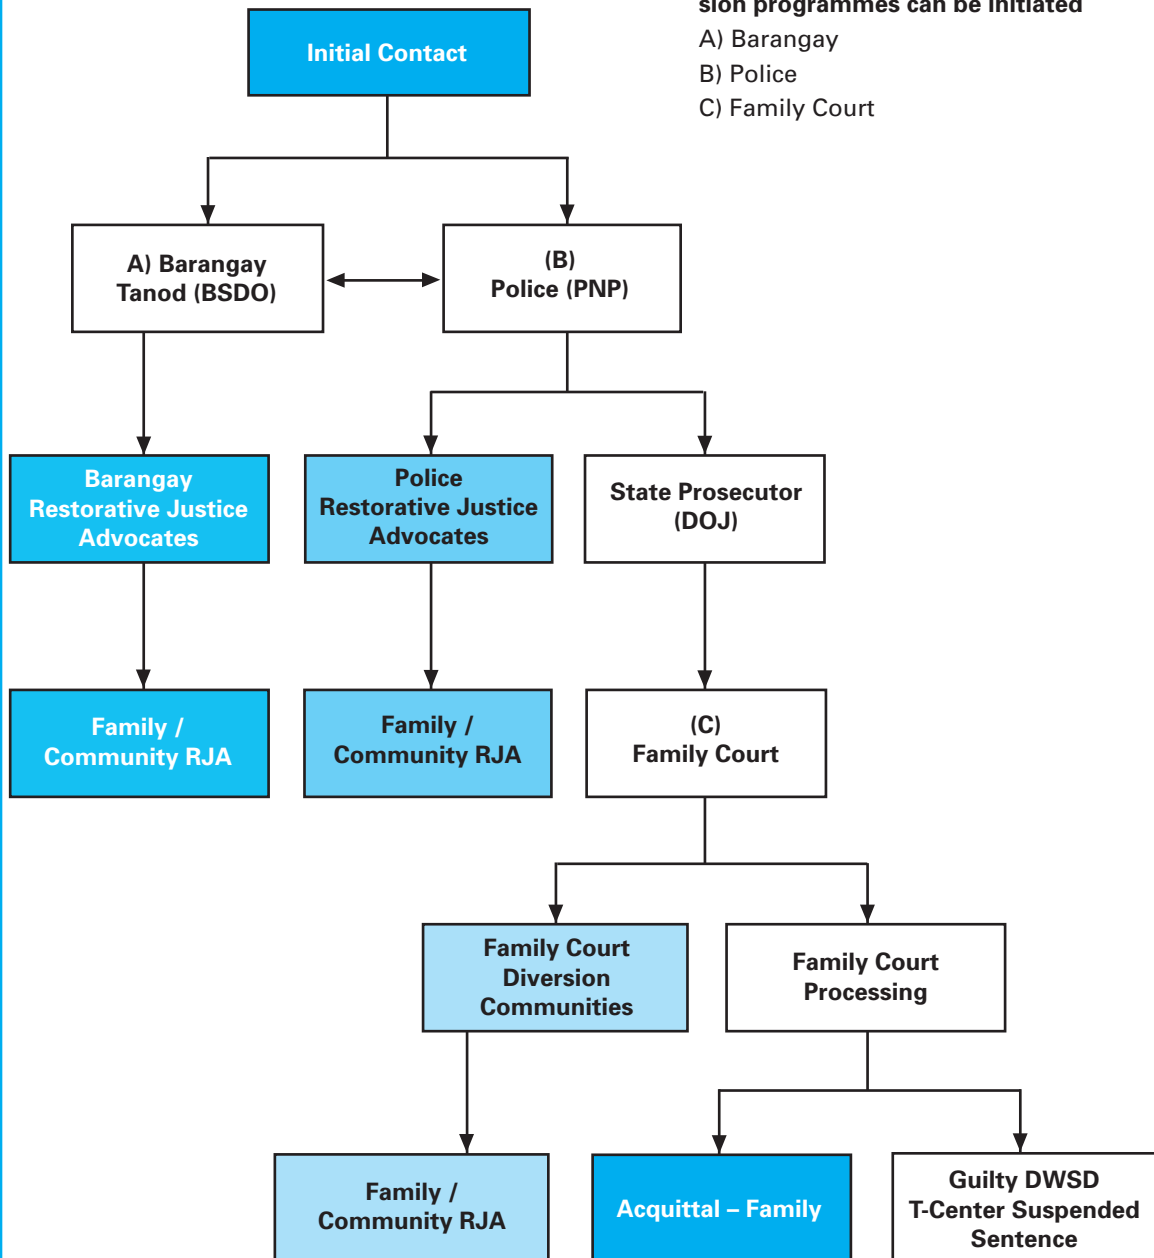 sion programmes can be initiated
A) Barangay
B) Police
C) Family Court
Initial Contact
A) Barangay
Tanod (BSDO)
(B)
Police (PNP)
Barangay
Restorative Justice
Advocates
Police
Restorative Justice
Advocates
State Prosecutor
(DOJ)
Family /
Community RJA
Family /
Community RJA
(C)
Family Court
Family Court
Diversion
Communities
Family Court
Processing
Family /
Community RJA
Acquittal – Family
Guilty DWSD
T-Center Suspended
Sentence